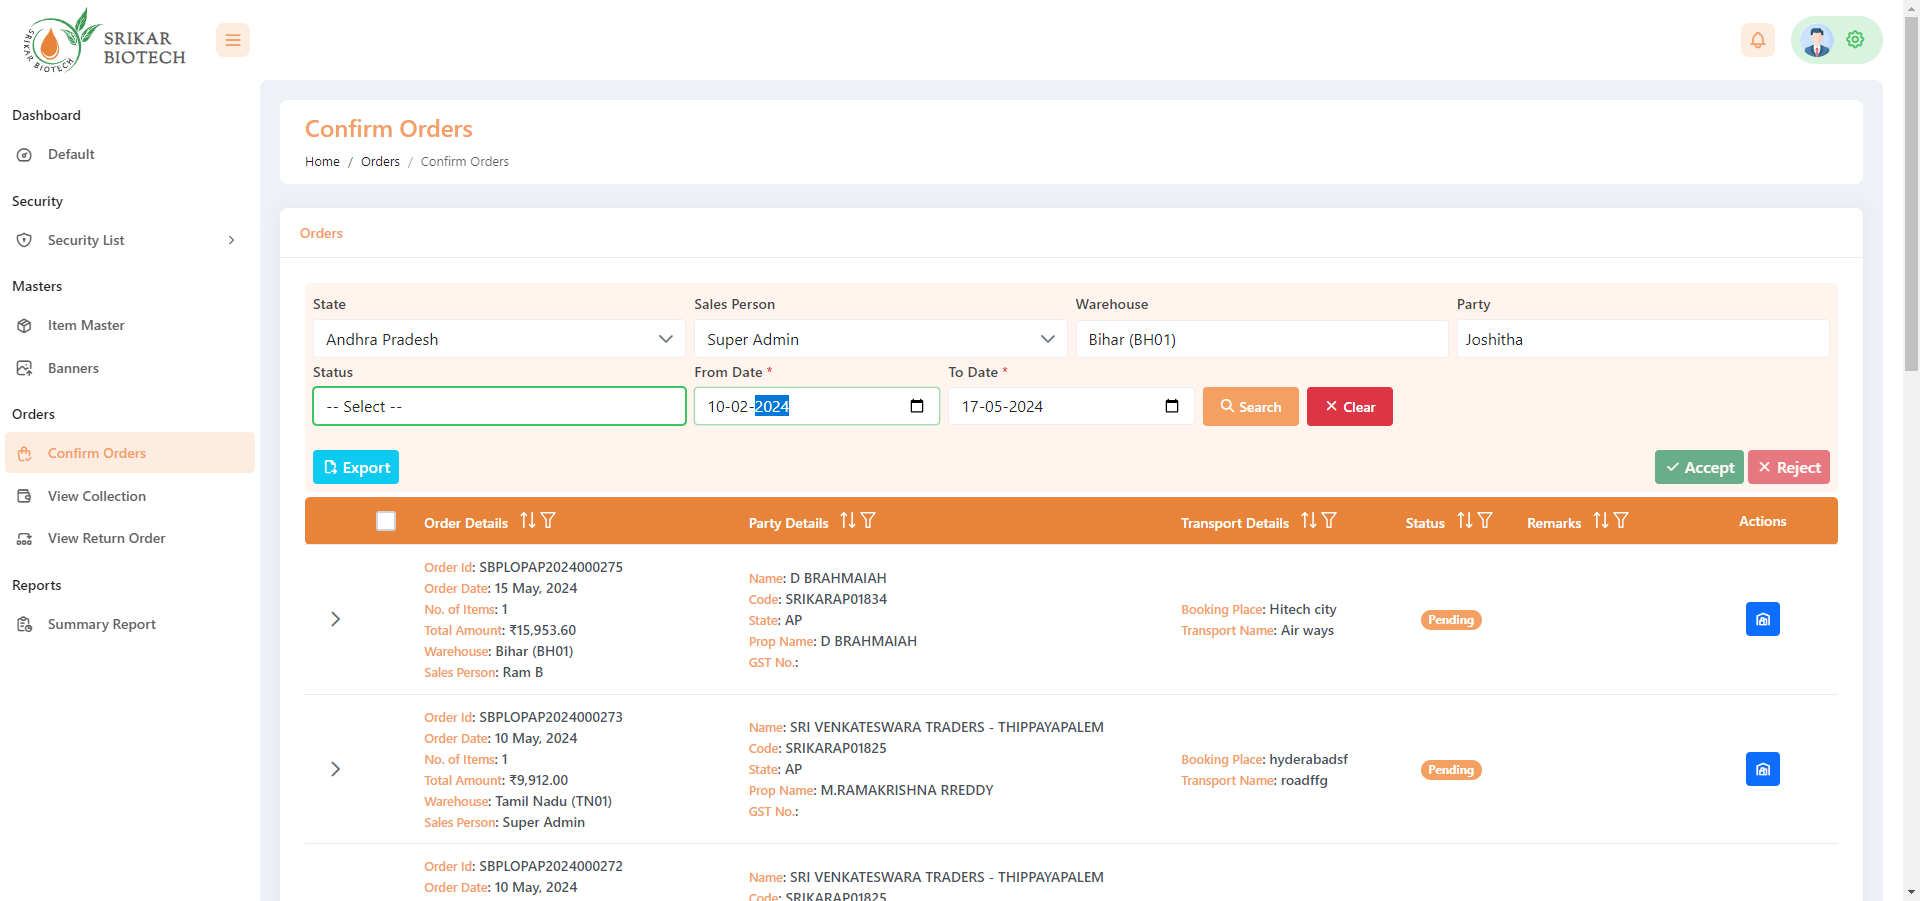 SRIKAR BIOTECH
SRIKAR
BIOTECH
Dashboard
Default
Security
Security List
Masters
Item Master
Banners
Orders
Confirm Orders
View Collection
View Return Order
Reports
Summary Report
Confirm Orders
Home / Orders / Confirm Orders
Orders
State Sales Person Warehouse Party
Andhra Pradesh Super Admin Bihar (BH01) Joshitha
Status From Date * To Date *
-- Select -- 10-02-2024 17-05-2024 Search Clear
Export Accept Reject
Order Details Party Details Transport Details Status Remarks Actions
Order Id: SBPLOPAP2024000275
Order Date: 15 May, 2024
No. of Items: 1
Total Amount: ₹15,953.60
Warehouse: Bihar (BH01)
Sales Person: Ram B
Name: D BRAHMAIAH
Code: SRIKARAP01834
State: AP
Prop Name: D BRAHMAIAH
GST No.:
Booking Place: Hitech city
Transport Name: Air ways
Pending
Order Id: SBPLOPAP2024000273
Order Date: 10 May, 2024
No. of Items: 1
Total Amount: ₹9,912.00
Warehouse: Tamil Nadu (TN01)
Sales Person: Super Admin
Name: SRI VENKATESWARA TRADERS - THIPPAYAPALEM
Code: SRIKARAP01825
State: AP
Prop Name: M.RAMAKRISHNA RREDDY
GST No.:
Booking Place: hyderabadsf
Transport Name: roadffg
Pending
Order Id: SBPLOPAP2024000272
Order Date: 10 May, 2024
Name: SRI VENKATESWARA TRADERS - THIPPAYAPALEM
Code: SRIKARAP01825